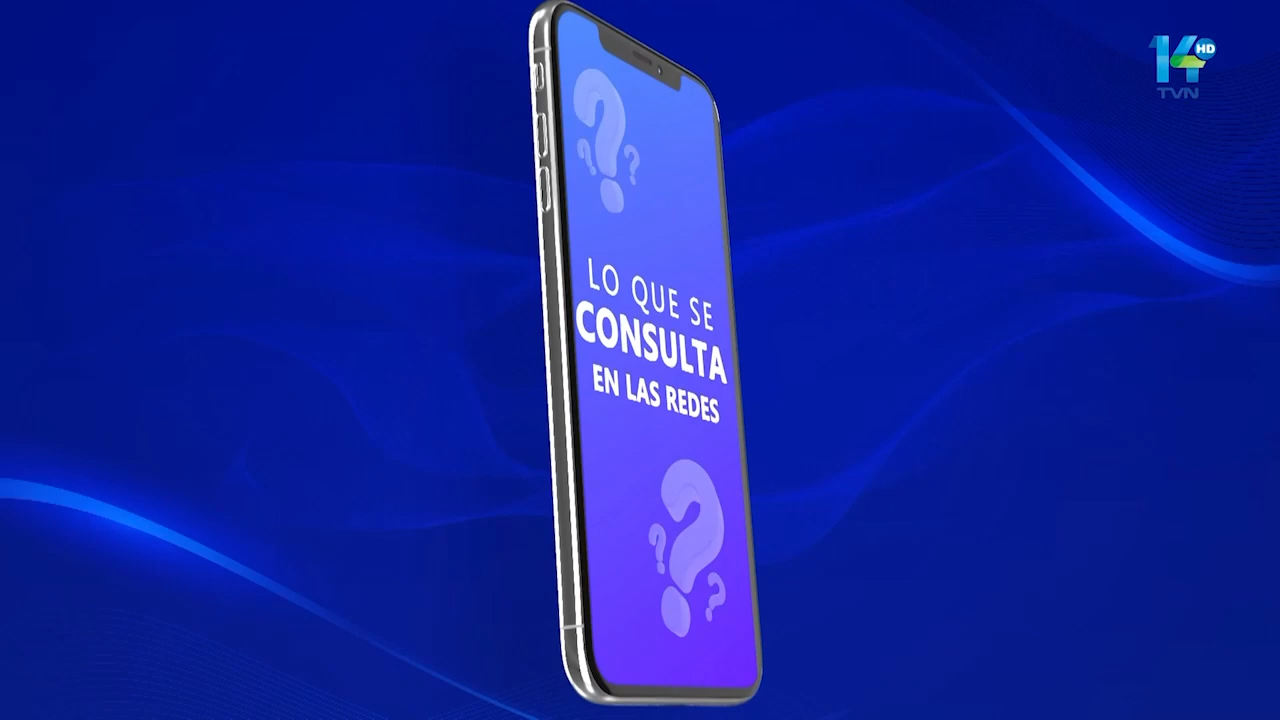 14 HD
TVN
LO QUE SE
CONSULTA
EN LAS REDES